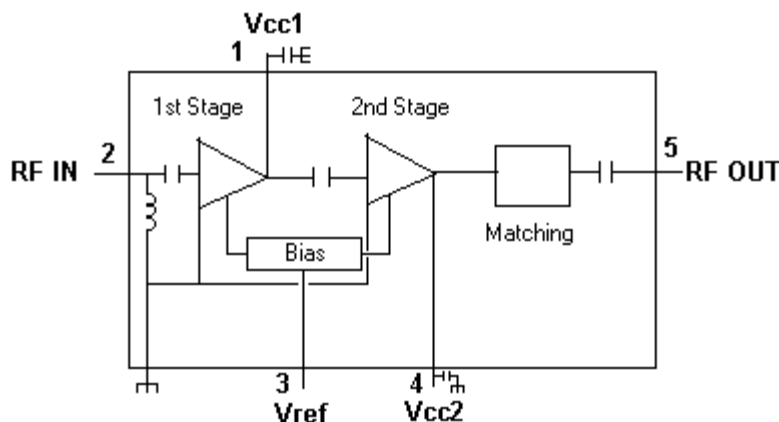 Vcc1
1
1st Stage
2nd Stage
2
5
RF IN
RF OUT
Matching
Bias
3
4
Vref
Vcc2